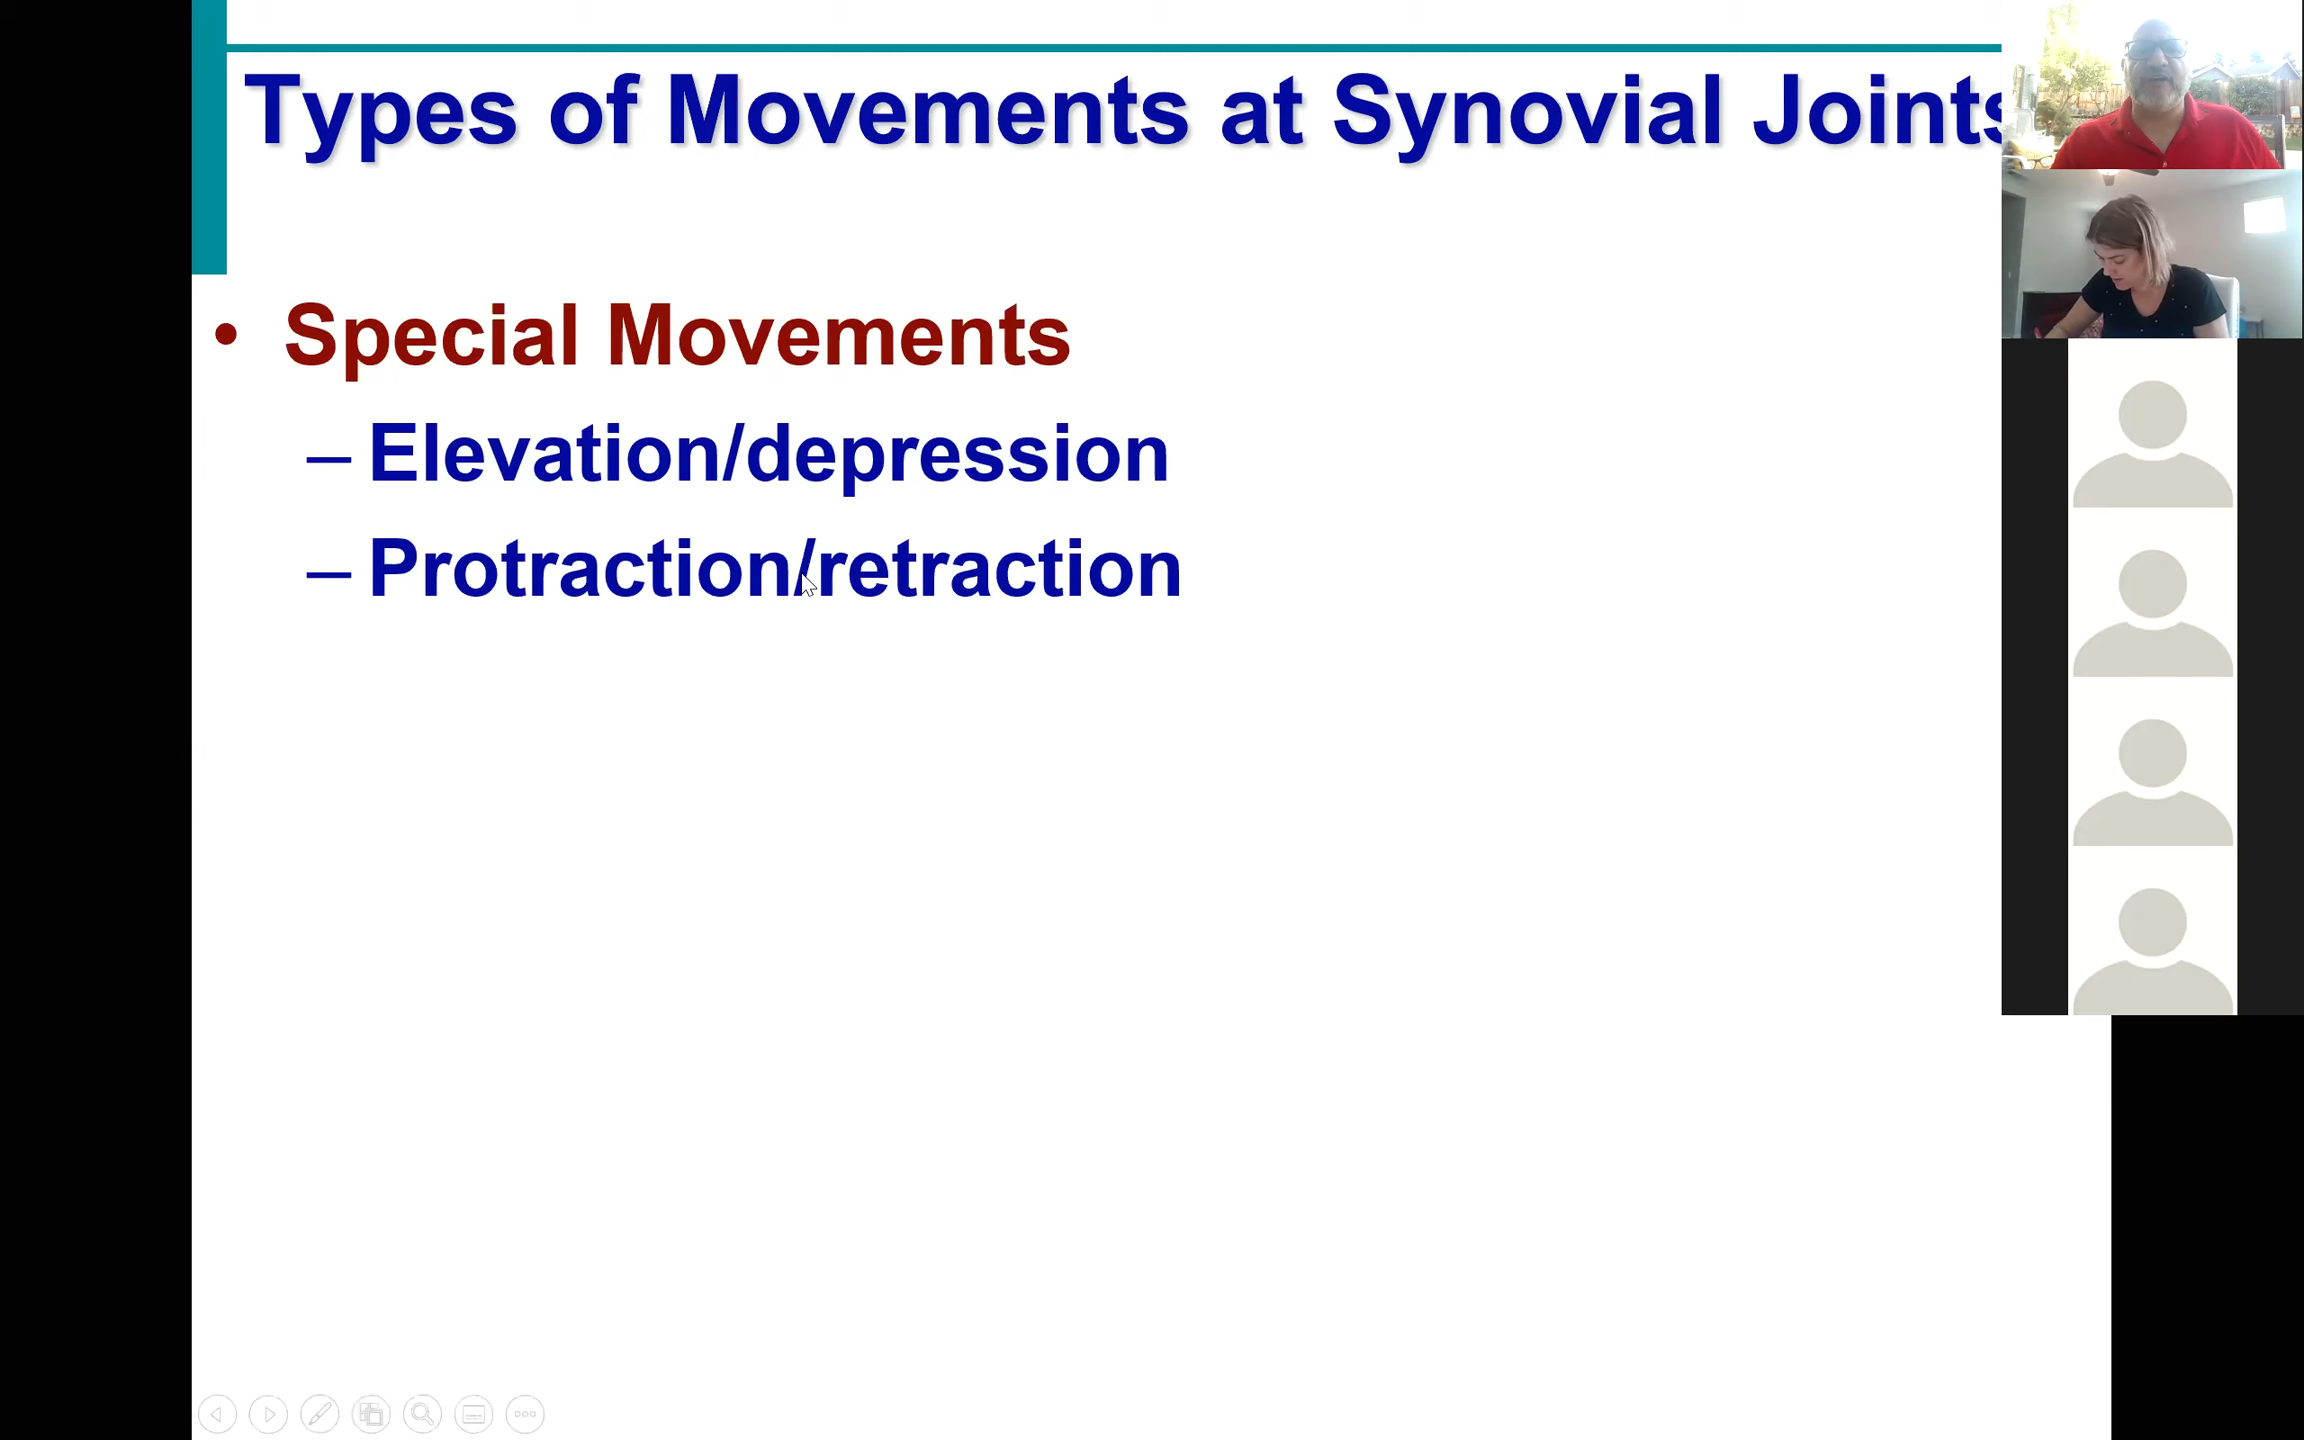 Types of Movements at Synovial Joints
• Special Movements
– Elevation/depression
– Protraction/retraction